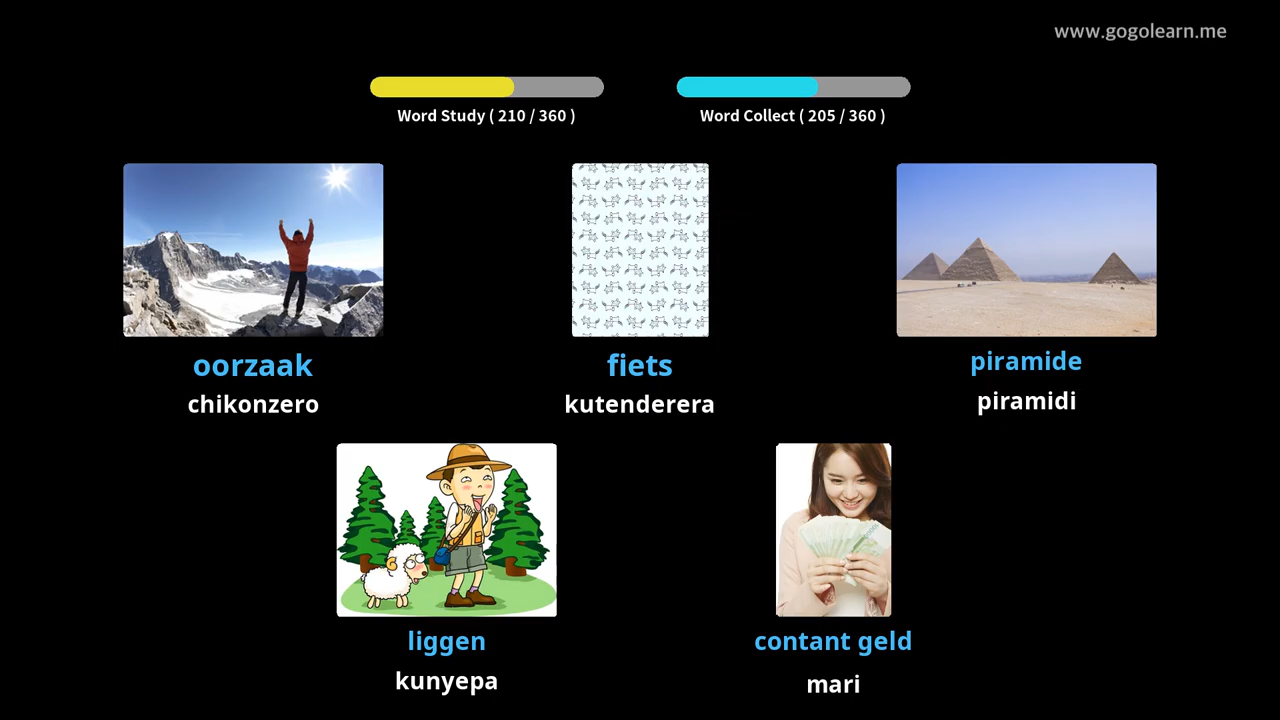 www.gogolearn.me
Word Study ( 210 / 360 )
Word Collect ( 205 / 360 )
oorzaak
chikonzero
fiets
kutenderera
piramide
piramidi
liggen
kunyepa
contant geld
mari